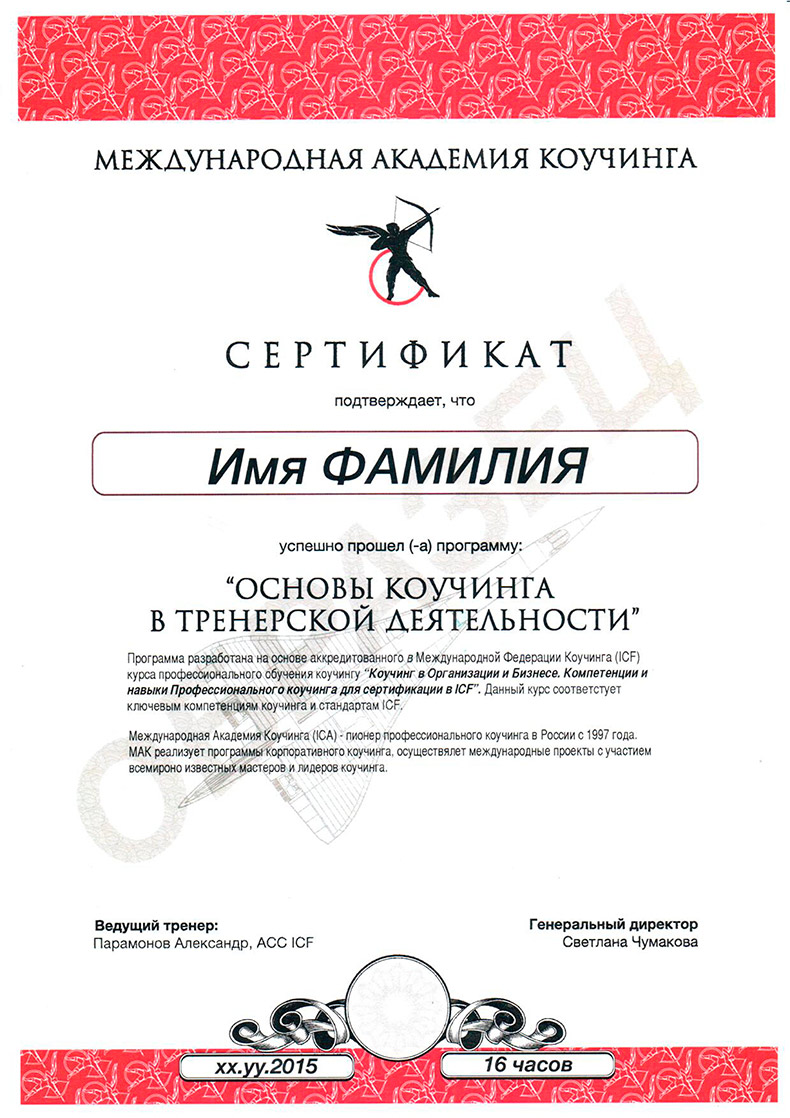 МЕЖДУНАРОДНАЯ АКАДЕМИЯ КОУЧИНГА
СЕРТИФИКАТ
подтверждает, что
Имя ФАМИЛИЯ
успешно прошел (-а) программу:
“ОСНОВЫ КОУЧИНГА
В ТРЕНЕРСКОЙ ДЕЯТЕЛЬНОСТИ”
Программа разработана на основе аккредитованного в Международной Федерации Коучинга (ICF)
курса профессионального обучения коучингу “Коучинг в Организации и Бизнесе. Компетенции и
навыки Профессионального коучинга для сертификации в ICF”. Данный курс соответстует
ключевым компетенциям коучинга и стандартам ICF.
Международная Академия Коучинга (ICA) - пионер профессионального коучинга в России с 1997 года.
МАК реализует программы корпоративного коучинга, осуществялет международные проекты с участием
всемироно известных мастеров и лидеров коучинга.
ОБРАЗЕЦ
Ведущий тренер:
Парамонов Александр, ACC ICF
Генеральный директор
Светлана Чумакова
xx.yy.2015
16 часов